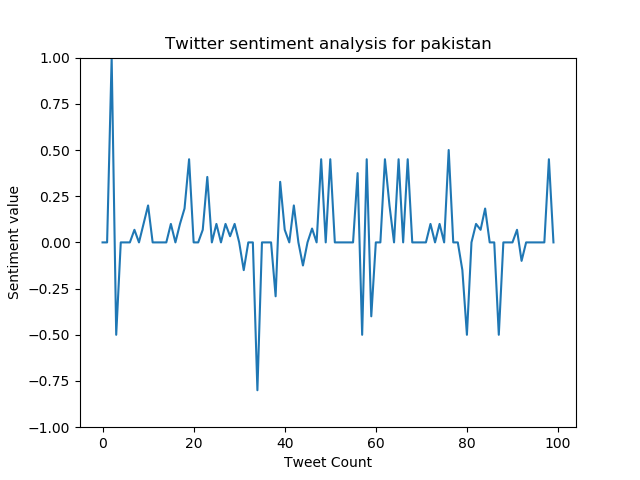 Twitter sentiment analysis for pakistan
1.00
0.75
0.50
0.25
0.00
−0.25
−0.50
−0.75
−1.00
Sentiment value
0 20 40 60 80 100
Tweet Count